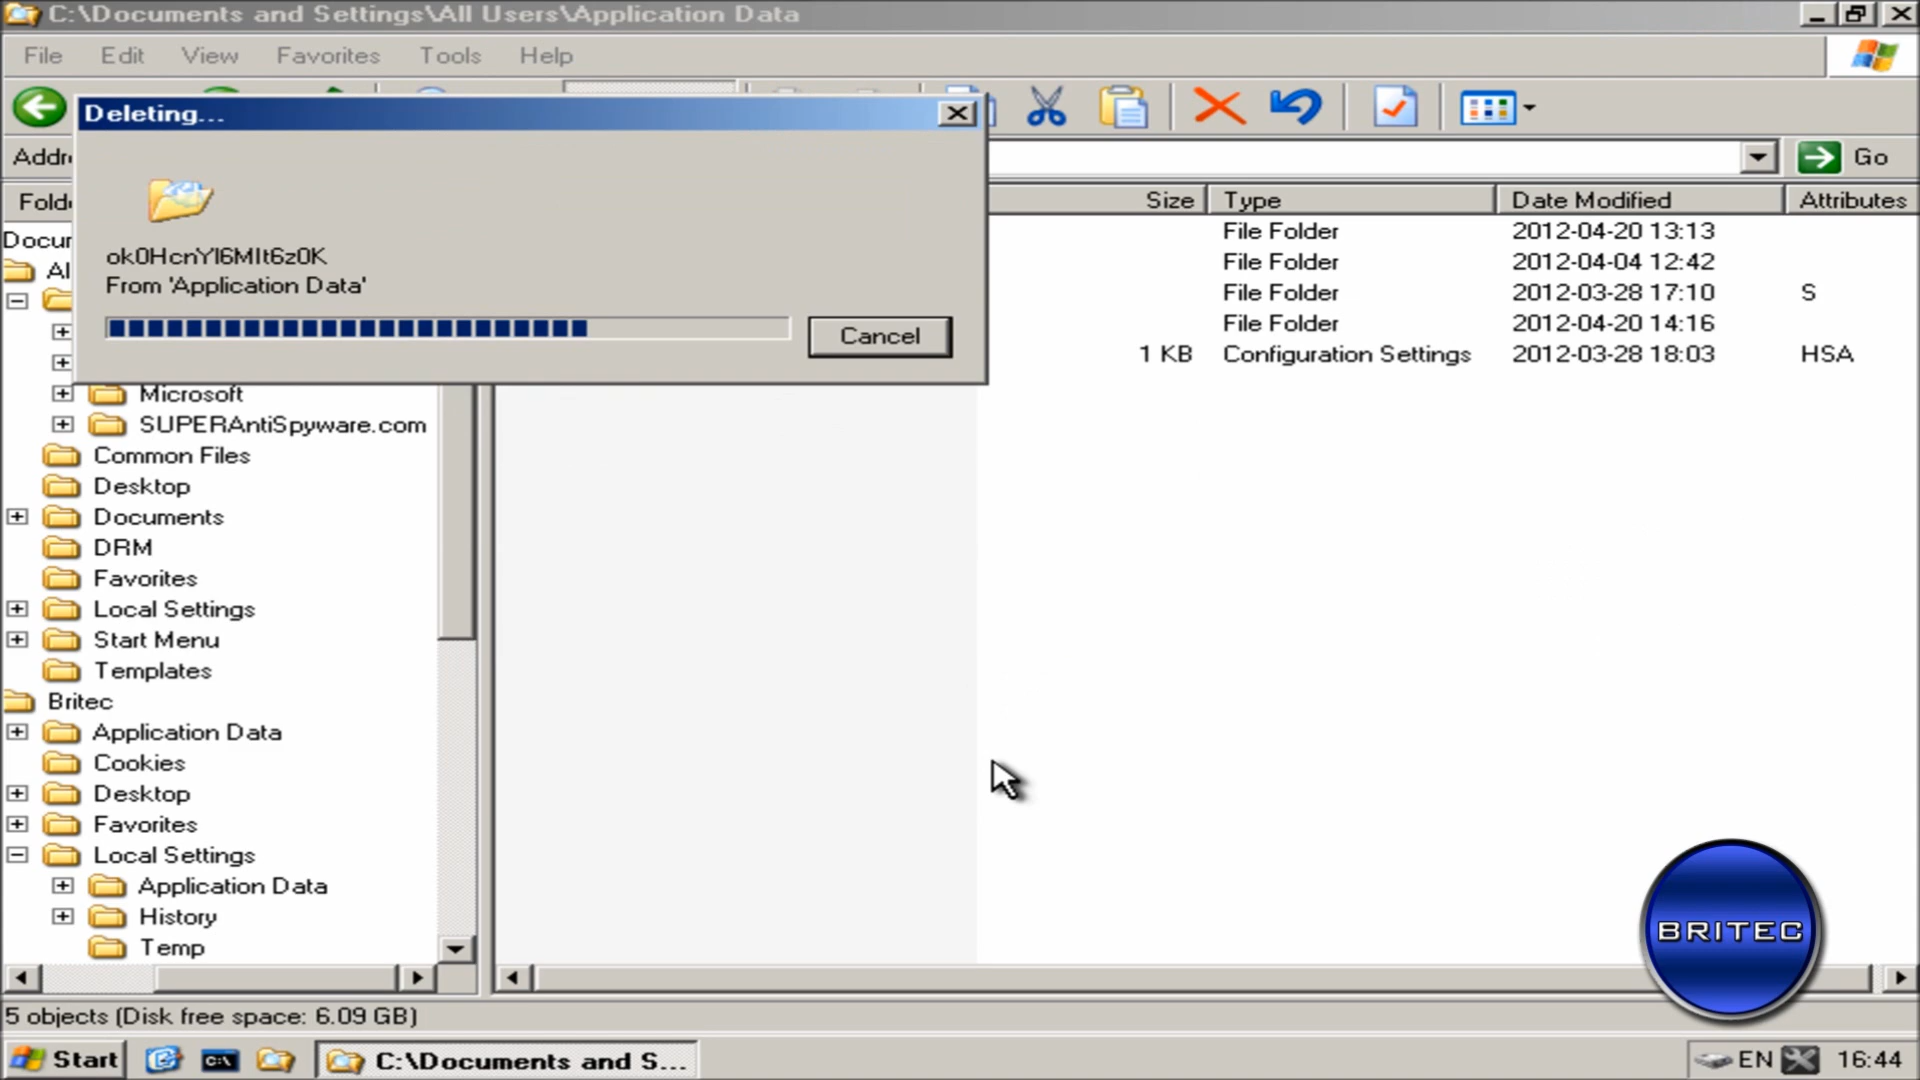 C:\Documents and Settings\All Users\Application Data
File Edit View Favorites Tools Help
Deleting...
ok0HcnYl6MIt6z0K
From 'Application Data'
Cancel
Addr
Go
Fold
Size Type Date Modified Attributes
File Folder 2012-04-20 13:13
File Folder 2012-04-04 12:42
File Folder 2012-03-28 17:10 S
File Folder 2012-04-20 14:16
1 KB Configuration Settings 2012-03-28 18:03 HSA
Docur
Al
Microsoft
SUPERAntiSpyware.com
Common Files
Desktop
Documents
DRM
Favorites
Local Settings
Start Menu
Templates
Britec
Application Data
Cookies
Desktop
Favorites
Local Settings
Application Data
History
Temp
BRITEC
5 objects (Disk free space: 6.09 GB)
Start
C:\
C:\Documents and S...
EN
16:44